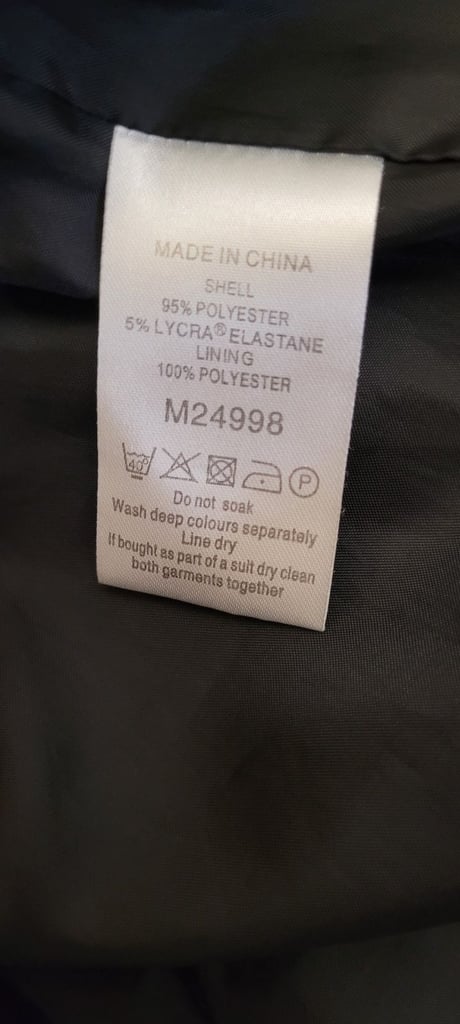 MADE IN CHINA
SHELL
95% POLYESTER
5% LYCRA® ELASTANE
LINING
100% POLYESTER
M24998
40° P
Do not soak
Wash deep colours separately
Line dry
If bought as part of a suit dry clean
both garments together